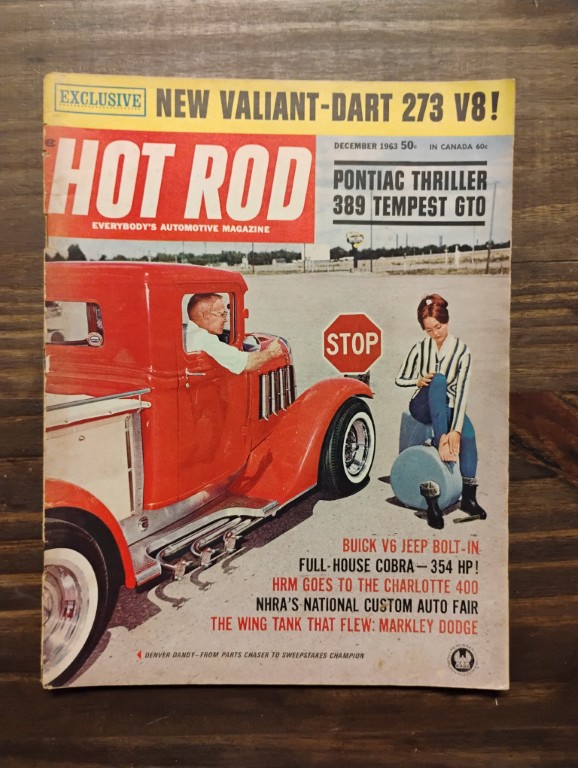 EXCLUSIVE NEW VALIANT-DART 273 V8!
HOT ROD
EVERYBODY'S AUTOMOTIVE MAGAZINE
DECEMBER 1963 50¢ IN CANADA 60¢
PONTIAC THRILLER
389 TEMPEST GTO
STOP
BUICK V6 JEEP BOLT-IN
FULL-HOUSE COBRA—354 HP!
HRM GOES TO THE CHARLOTTE 400
NHRA'S NATIONAL CUSTOM AUTO FAIR
THE WING TANK THAT FLEW: MARKLEY DODGE
DENVER DANDY—FROM PARTS CHASER TO SWEEPSTAKES CHAMPION